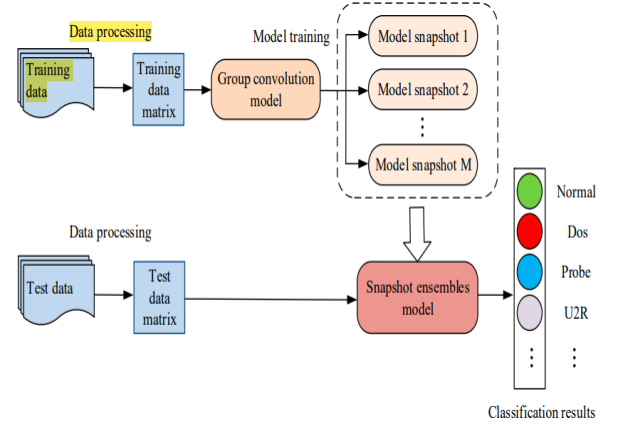 Data processing
Model training
Training
data
Training
data
matrix
Group convolution
model
Model snapshot 1
Model snapshot 2
⋮
Model snapshot M
Data processing
Test data
Test
data
matrix
Snapshot ensembles
model
Normal
Dos
Probe
U2R
⋮ ⋮
Classification results